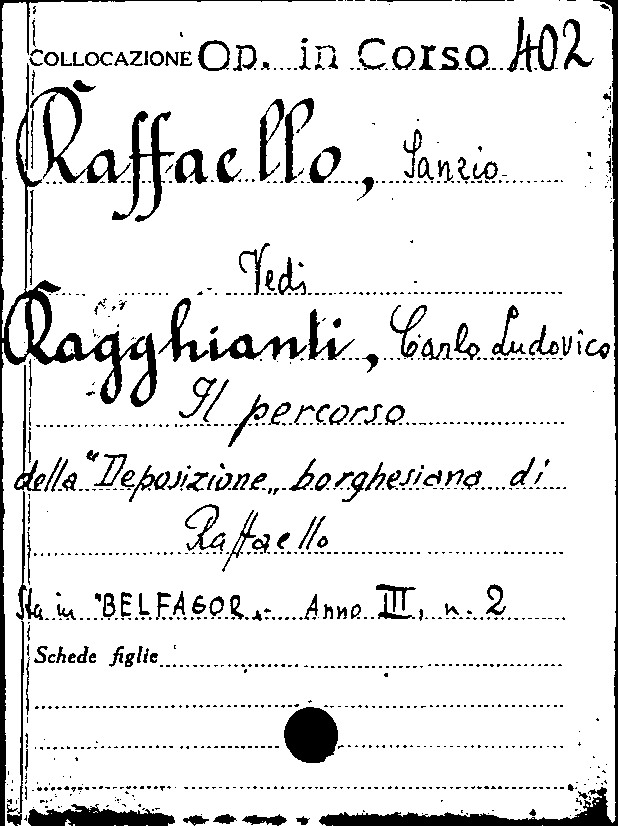 COLLOCAZIONE Op. in Corso 402
Raffaello, Sanzio
Vedi
Ragghianti, Carlo Ludovico
Il percorso
della "Deposizione„ borghesiana di
Raffaello
Sta in "BELFAGOR„- Anno III, n. 2
Schede figlie